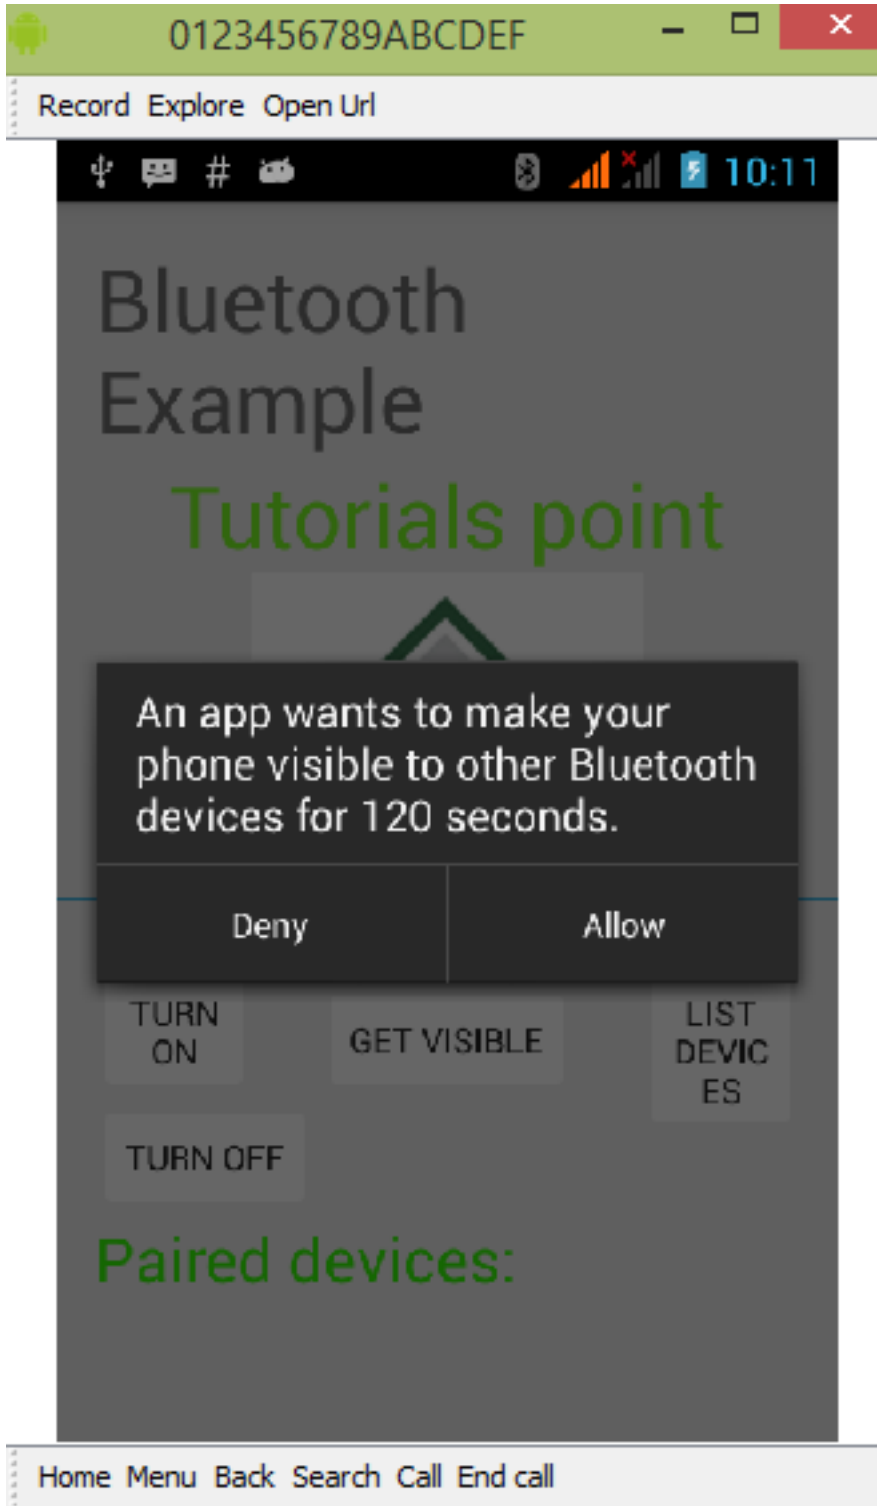 0123456789ABCDEF
Record Explore Open Url
# 10:11
Bluetooth
Example
Tutorials point
An app wants to make your
phone visible to other Bluetooth
devices for 120 seconds.
Deny Allow
TURN
ON
GET VISIBLE
LIST
DEVIC
ES
TURN OFF
Paired devices:
Home Menu Back Search Call End call